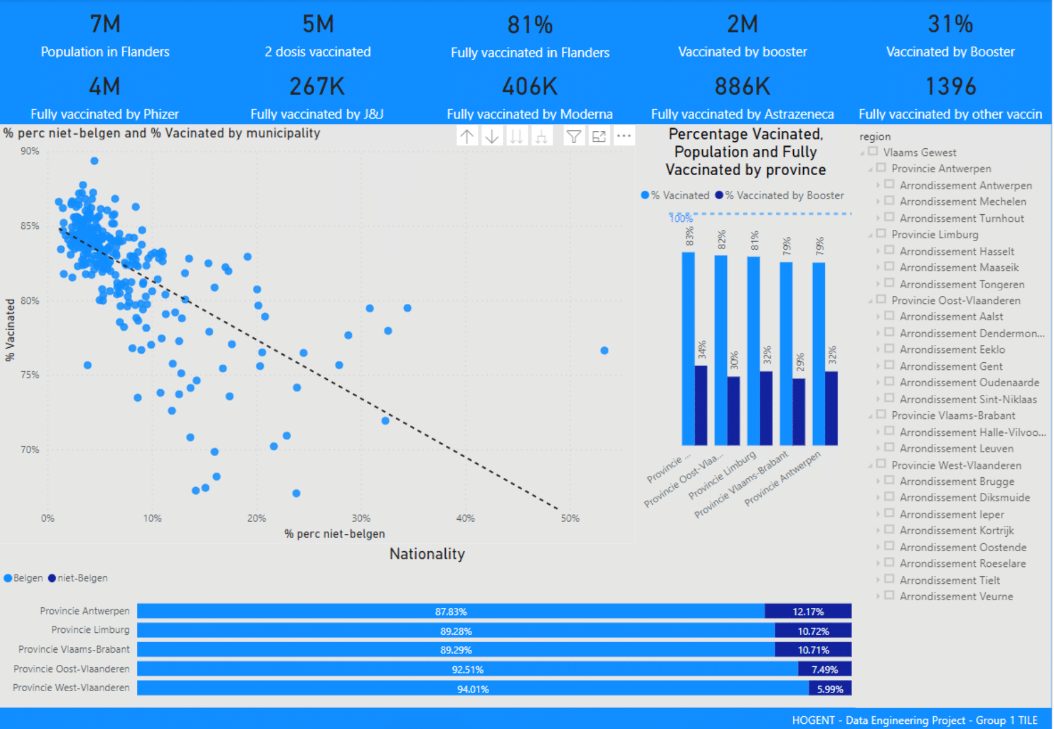 7M
Population in Flanders
5M
2 dosis vaccinated
81%
Fully vaccinated in Flanders
2M
Vaccinated by booster
31%
Vaccinated by Booster
4M
Fully vaccinated by Phizer
267K
Fully vaccinated by J&J
406K
Fully vaccinated by Moderna
886K
Fully vaccinated by Astrazeneca
1396
Fully vaccinated by other vaccin
% perc niet-belgen and % Vacinated by municipality
90%
85%
80%
75%
70%
% Vacinated
0%
10%
20%
30%
40%
50%
% perc niet-belgen
Percentage Vacinated,
Population and Fully
Vaccinated by province
% Vacinated
% Vaccinated by Booster
100%
83%
34%
82%
30%
81%
32%
79%
29%
79%
32%
Provincie ...
Provincie Oost-Vlaa...
Provincie Limburg
Provincie Vlaams-Brabant
Provincie Antwerpen
region
Vlaams Gewest
Provincie Antwerpen
Arrondissement Antwerpen
Arrondissement Mechelen
Arrondissement Turnhout
Provincie Limburg
Arrondissement Hasselt
Arrondissement Maaseik
Arrondissement Tongeren
Provincie Oost-Vlaanderen
Arrondissement Aalst
Arrondissement Dendermon...
Arrondissement Eeklo
Arrondissement Gent
Arrondissement Oudenaarde
Arrondissement Sint-Niklaas
Provincie Vlaams-Brabant
Arrondissement Halle-Vilvoo...
Arrondissement Leuven
Provincie West-Vlaanderen
Arrondissement Brugge
Arrondissement Diksmuide
Arrondissement Ieper
Arrondissement Kortrijk
Arrondissement Oostende
Arrondissement Roeselare
Arrondissement Tielt
Arrondissement Veurne
Nationality
Belgen
niet-Belgen
Provincie Antwerpen 87.83% 12.17%
Provincie Limburg 89.28% 10.72%
Provincie Vlaams-Brabant 89.29% 10.71%
Provincie Oost-Vlaanderen 92.51% 7.49%
Provincie West-Vlaanderen 94.01% 5.99%
HOGENT - Data Engineering Project - Group 1 TILE